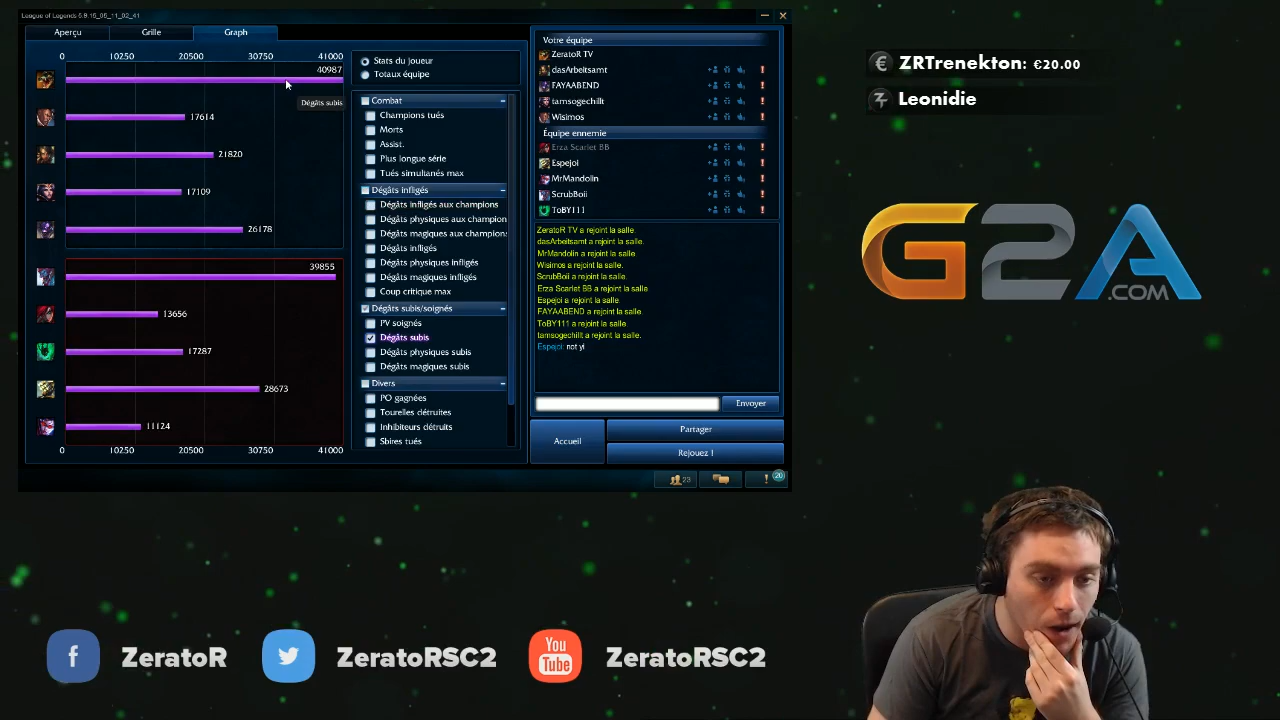 League of Legends 5.9.15_05_11_02_41
Aperçu
Grille
Graph
0 10250 20500 30750 41000
40987
Dégâts subis
17614
21820
17109
26178
39855
13656
17287
28673
11124
0 10250 20500 30750 41000
Stats du joueur
Totaux équipe
Combat
Champions tués
Morts
Assist.
Plus longue série
Tués simultanés max
Dégâts infligés
Dégâts infligés aux champions
Dégâts physiques aux champion
Dégâts magiques aux champions
Dégâts infligés
Dégâts physiques infligés
Dégâts magiques infligés
Coup critique max
Dégâts subis/soignés
PV soignés
Dégâts subis
Dégâts physiques subis
Dégâts magiques subis
Divers
PO gagnées
Tourelles détruites
Inhibiteurs détruits
Sbires tués
Votre équipe
ZeratoR TV
dasArbeitsamt
FAYAABEND
tamsogechillt
Wisimos
Équipe ennemie
Erza Scarlet BB
Espejoi
MrMandolin
ScrubBoii
ToBY111
ZeratoR TV a rejoint la salle.
dasArbeitsamt a rejoint la salle.
MrMandolin a rejoint la salle.
Wisimos a rejoint la salle.
ScrubBoii a rejoint la salle.
Erza Scarlet BB a rejoint la salle.
Espejoi a rejoint la salle.
FAYAABEND a rejoint la salle.
ToBY111 a rejoint la salle.
tamsogechillt a rejoint la salle.
Espejoi: not yi
Envoyer
Accueil
Partager
Rejouez !
23
20
€ ZRTrenekton: €20.00
Leonidie
G2A
.COM
f ZeratoR
ZeratoRSC2
You
Tube
ZeratoRSC2